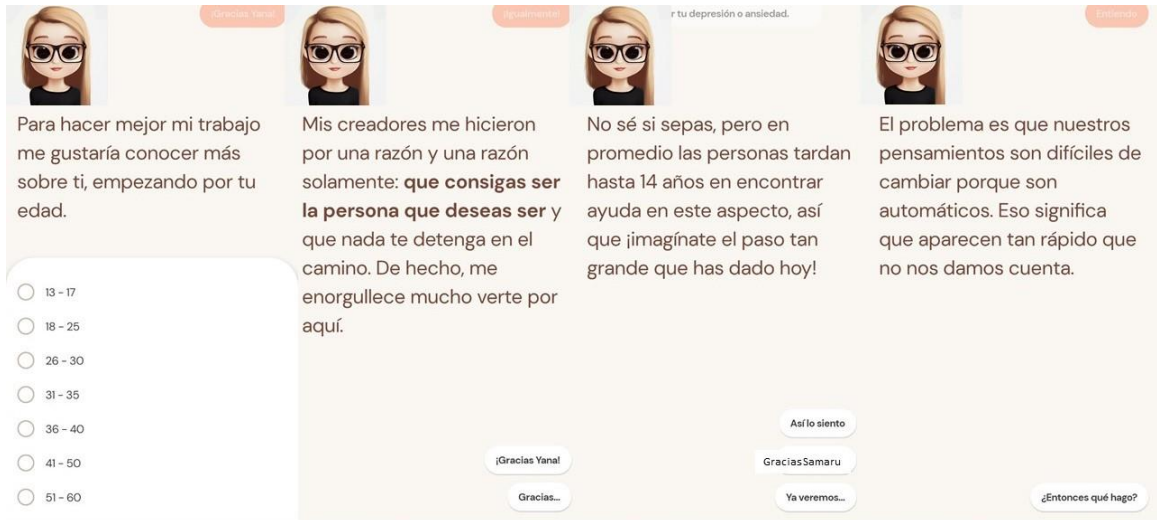 ¡Gracias Yana!
Para hacer mejor mi trabajo
me gustaría conocer más
sobre ti, empezando por tu
edad.
13 - 17
18 - 25
26 - 30
31 - 35
36 - 40
41 - 50
51 - 60
¡Igualmente!
Mis creadores me hicieron
por una razón y una razón
solamente: que consigas ser
la persona que deseas ser y
que nada te detenga en el
camino. De hecho, me
enorgullece mucho verte por
aquí.
¡Gracias Yana!
Gracias...
r tu depresión o ansiedad.
No sé si sepas, pero en
promedio las personas tardan
hasta 14 años en encontrar
ayuda en este aspecto, así
que ¡imagínate el paso tan
grande que has dado hoy!
Así lo siento
Gracias Samaru
Ya veremos...
Entiendo
El problema es que nuestros
pensamientos son difíciles de
cambiar porque son
automáticos. Eso significa
que aparecen tan rápido que
no nos damos cuenta.
¿Entonces qué hago?